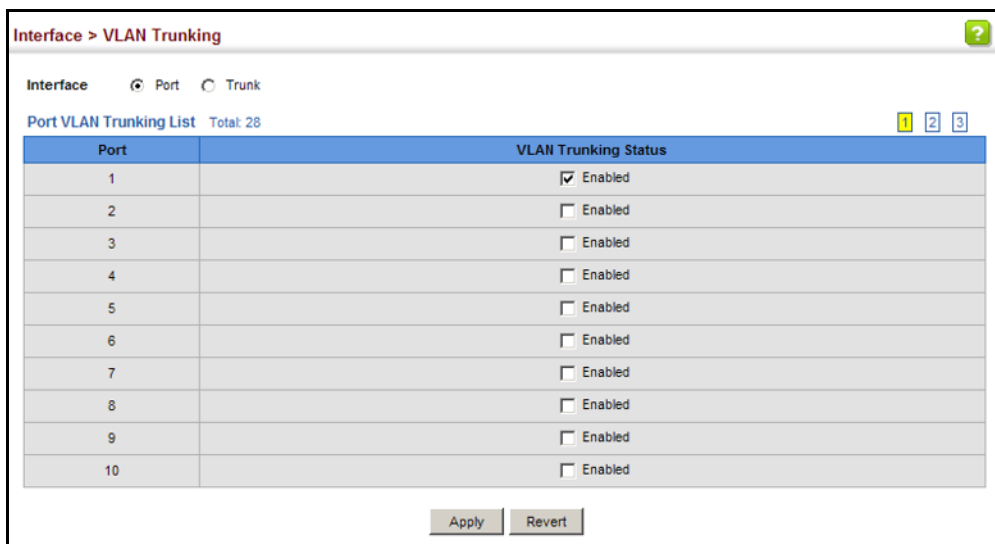 Interface > VLAN Trunking
?
Interface Port Trunk
Port VLAN Trunking List Total: 28 1 2 3
Port VLAN Trunking Status
1 Enabled
2 Enabled
3 Enabled
4 Enabled
5 Enabled
6 Enabled
7 Enabled
8 Enabled
9 Enabled
10 Enabled
Apply Revert